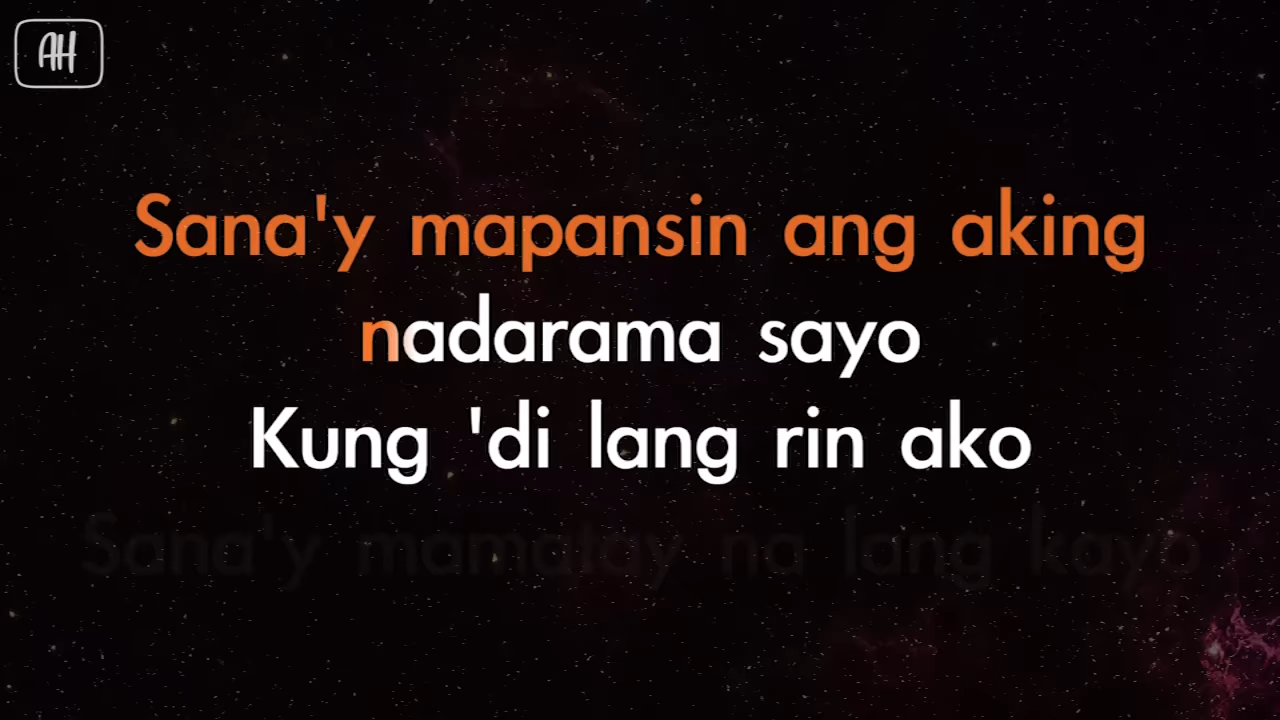 AH
Sana'y mapansin ang aking
nadarama sayo
Kung 'di lang rin ako
Sana'y mamatay na lang kayo